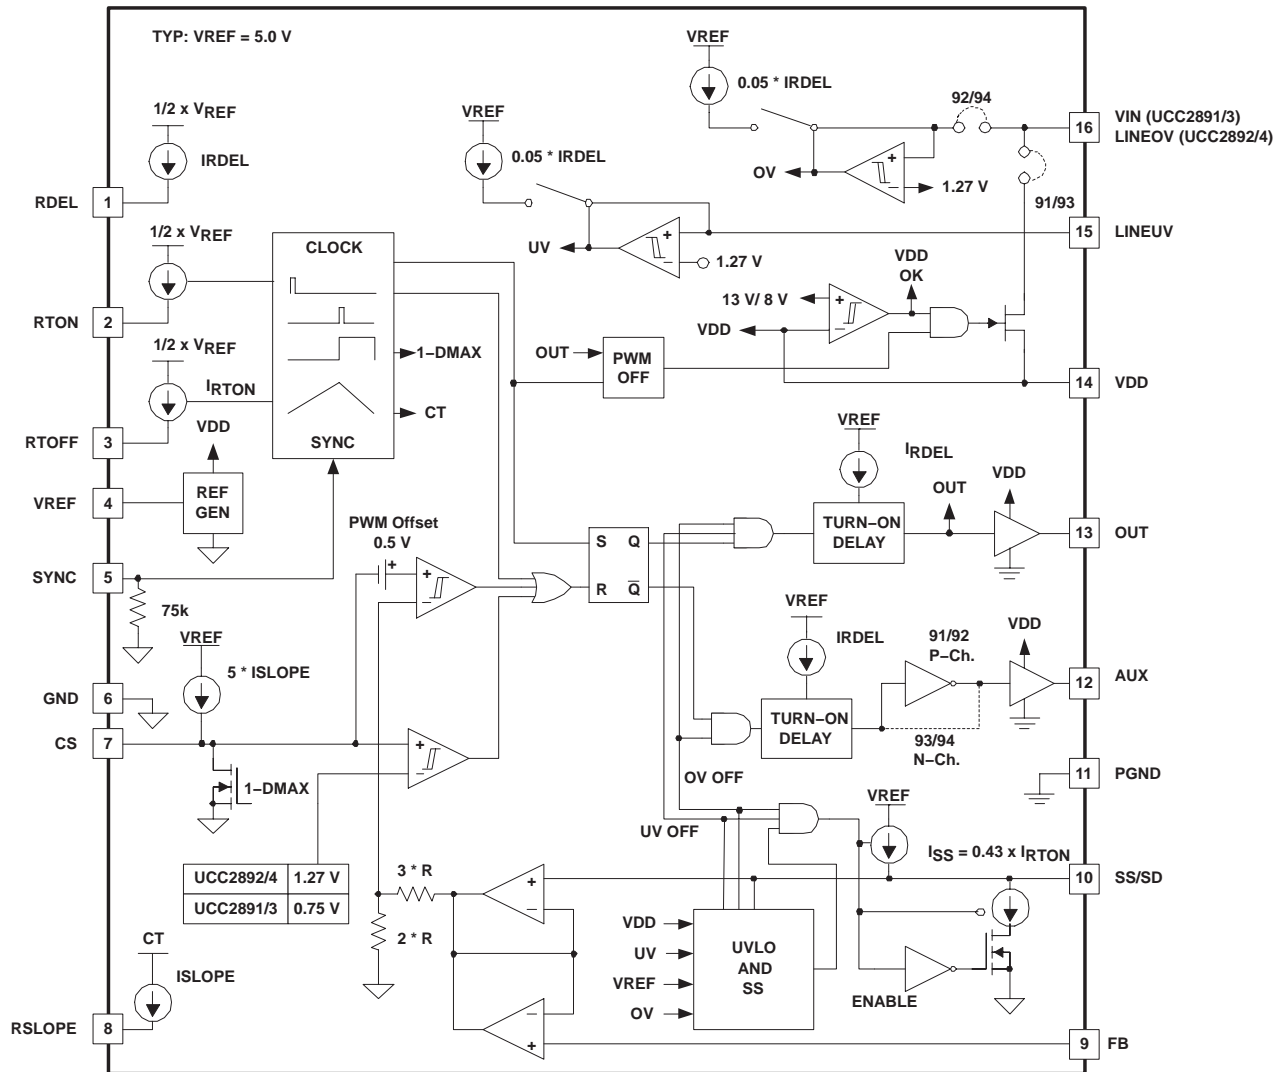 TYP: VREF = 5.0 V
VREF
0.05 * IRDEL
92/94
16
VIN (UCC2891/3)
LINEOV (UCC2892/4)
1/2 x VREF
IRDEL
VREF
0.05 * IRDEL
OV
+
−
1.27 V
91/93
RDEL
1
1/2 x VREF
CLOCK
UV
+
−
1.27 V
15
LINEUV
VDD
OK
13 V/ 8 V
+
−
VDD
RTON
2
1/2 x VREF
1−DMAX
OUT
PWM
OFF
14
VDD
IRTON
CT
RTOFF
3
VDD
SYNC
VREF
IRDEL
VREF
4
REF
GEN
OUT
VDD
PWM Offset
0.5 V
TURN−ON
DELAY
13
OUT
S
Q
R
Q
SYNC
5
+
+
−
75k
VREF
IRDEL
91/92
P−Ch.
VDD
VREF
5 * ISLOPE
12
AUX
GND
6
TURN−ON
DELAY
CS
7
+
−
93/94
N−Ch.
OV OFF
11
PGND
1−DMAX
UV OFF
VREF
ISS = 0.43 x IRTON
UCC2892/4
1.27 V
UCC2891/3
0.75 V
3 * R
+
−
10
SS/SD
2 * R
VDD
UV
VREF
OV
UVLO
AND
SS
CT
ISLOPE
ENABLE
RSLOPE
8
−
+
9
FB